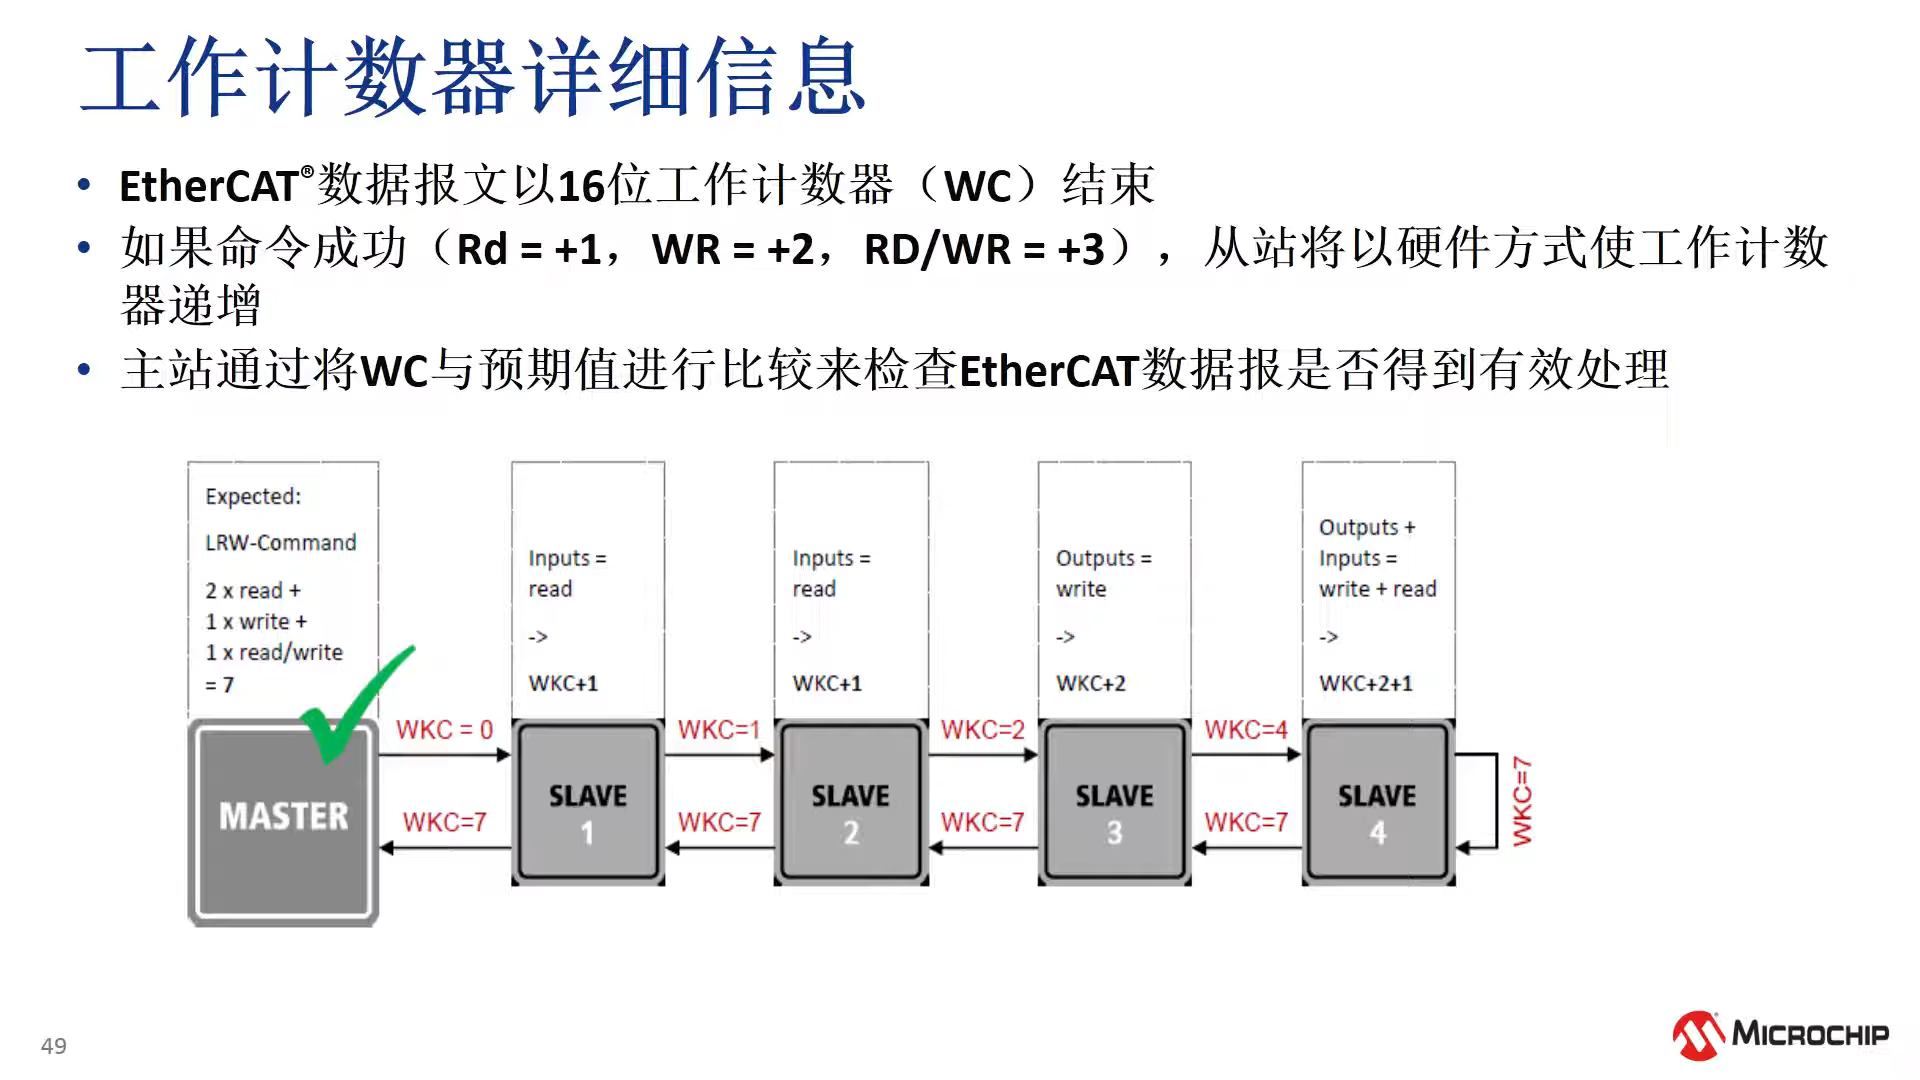 工作计数器详细信息
• EtherCAT®数据报文以16位工作计数器（WC）结束
• 如果命令成功（Rd = +1，WR = +2，RD/WR = +3），从站将以硬件方式使工作计数
器递增
• 主站通过将WC与预期值进行比较来检查EtherCAT数据报是否得到有效处理
Expected:
LRW-Command
2 x read +
1 x write +
1 x read/write
= 7
Inputs =
read
->
WKC+1
Inputs =
read
->
WKC+1
Outputs =
write
->
WKC+2
Outputs +
Inputs =
write + read
->
WKC+2+1
WKC = 0
WKC=1
WKC=2
WKC=4
WKC=7
MASTER
SLAVE
1
SLAVE
2
SLAVE
3
SLAVE
4
WKC=7
WKC=7
WKC=7
WKC=7
49
MICROCHIP